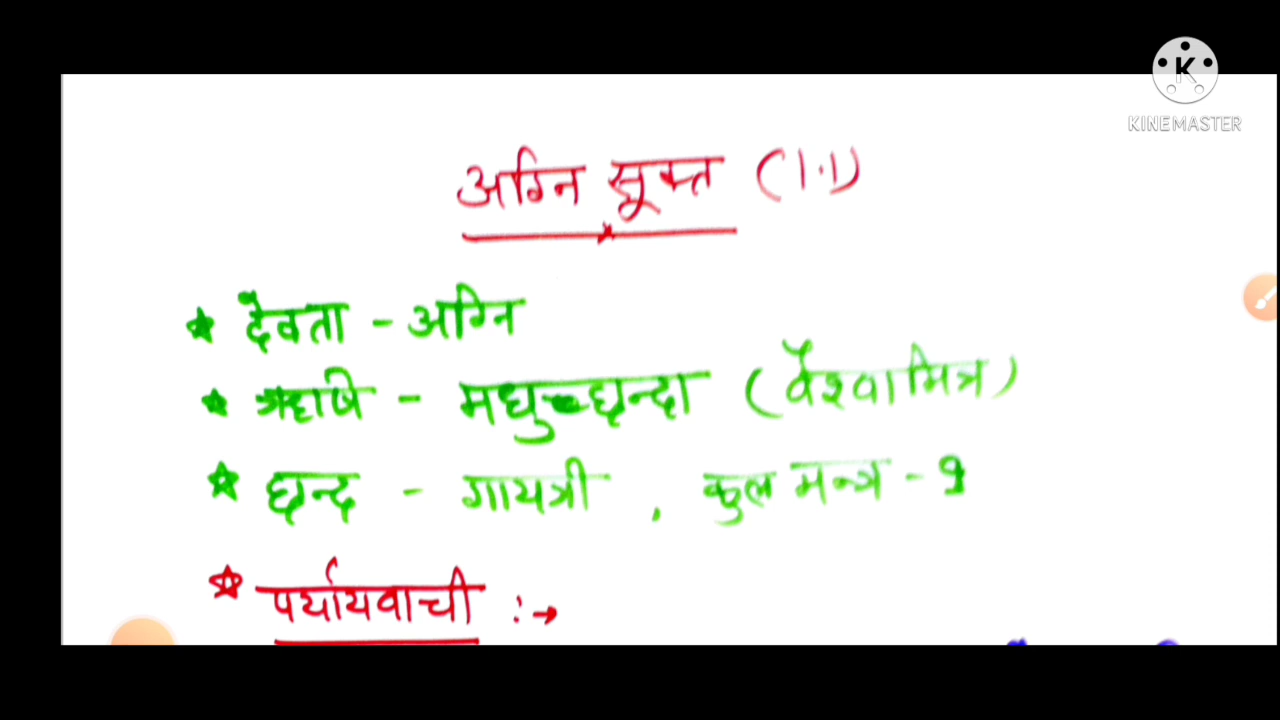 K
KINEMASTER
अग्नि सूक्त (1.1)
★ देवता - अग्नि
★ ऋषि - मधुच्छन्दा (वैश्वामित्र)
★ छन्द - गायत्री , कुल मन्त्र - 9
★ पर्यायवाची :→